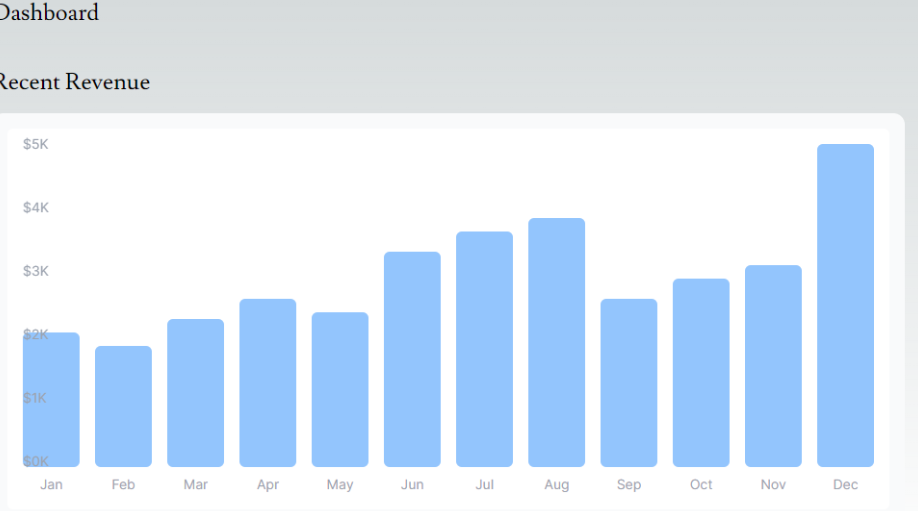 Dashboard
Recent Revenue
$5K
$4K
$3K
$2K
$1K
$0K
Jan Feb Mar Apr May Jun Jul Aug Sep Oct Nov Dec